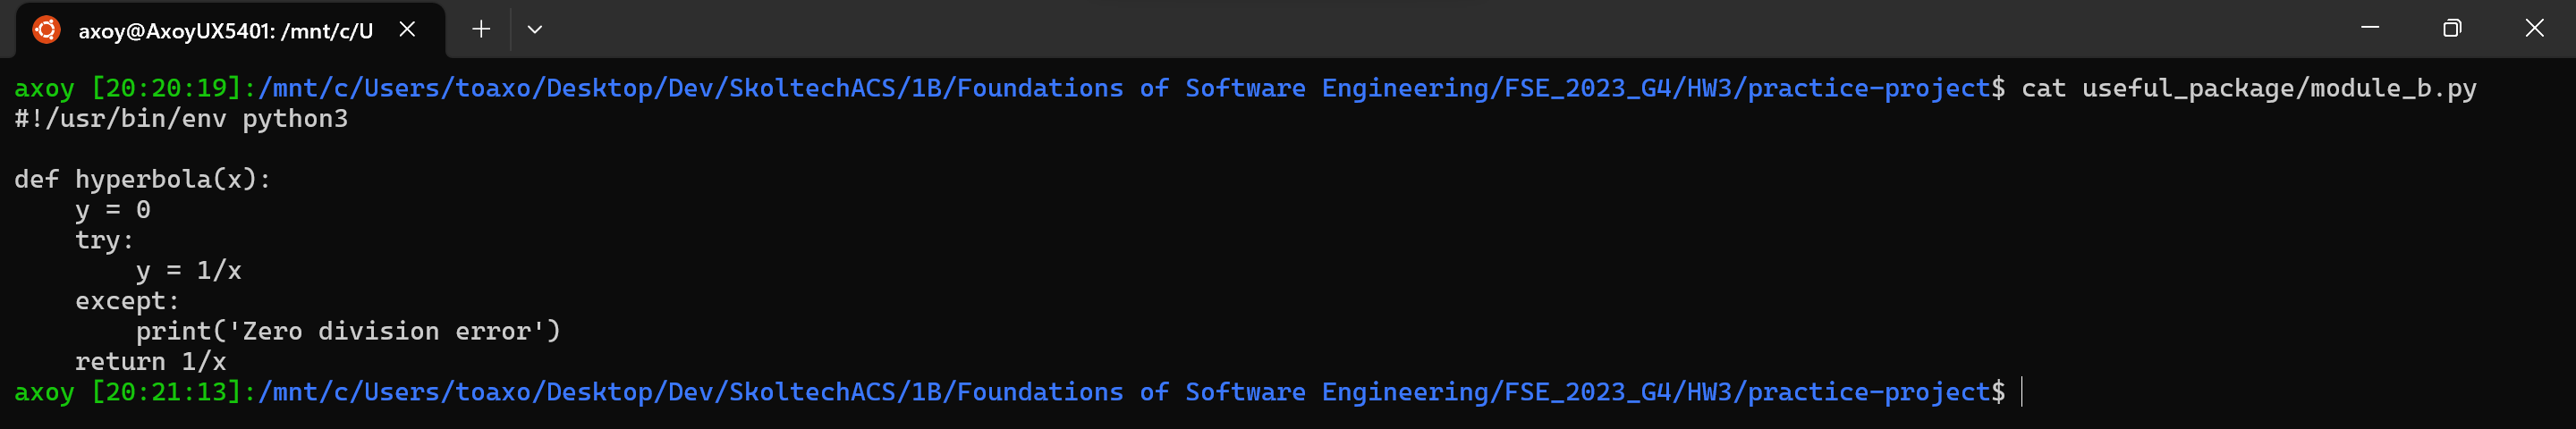 axoy@AxoyUX5401: /mnt/c/U
axoy [20:20:19]:/mnt/c/Users/toaxo/Desktop/Dev/SkoltechACS/1B/Foundations of Software Engineering/FSE_2023_G4/HW3/practice-project$ cat useful_package/module_b.py
#!/usr/bin/env python3

def hyperbola(x):
    y = 0
    try:
        y = 1/x
    except:
        print('Zero division error')
    return 1/x
axoy [20:21:13]:/mnt/c/Users/toaxo/Desktop/Dev/SkoltechACS/1B/Foundations of Software Engineering/FSE_2023_G4/HW3/practice-project$